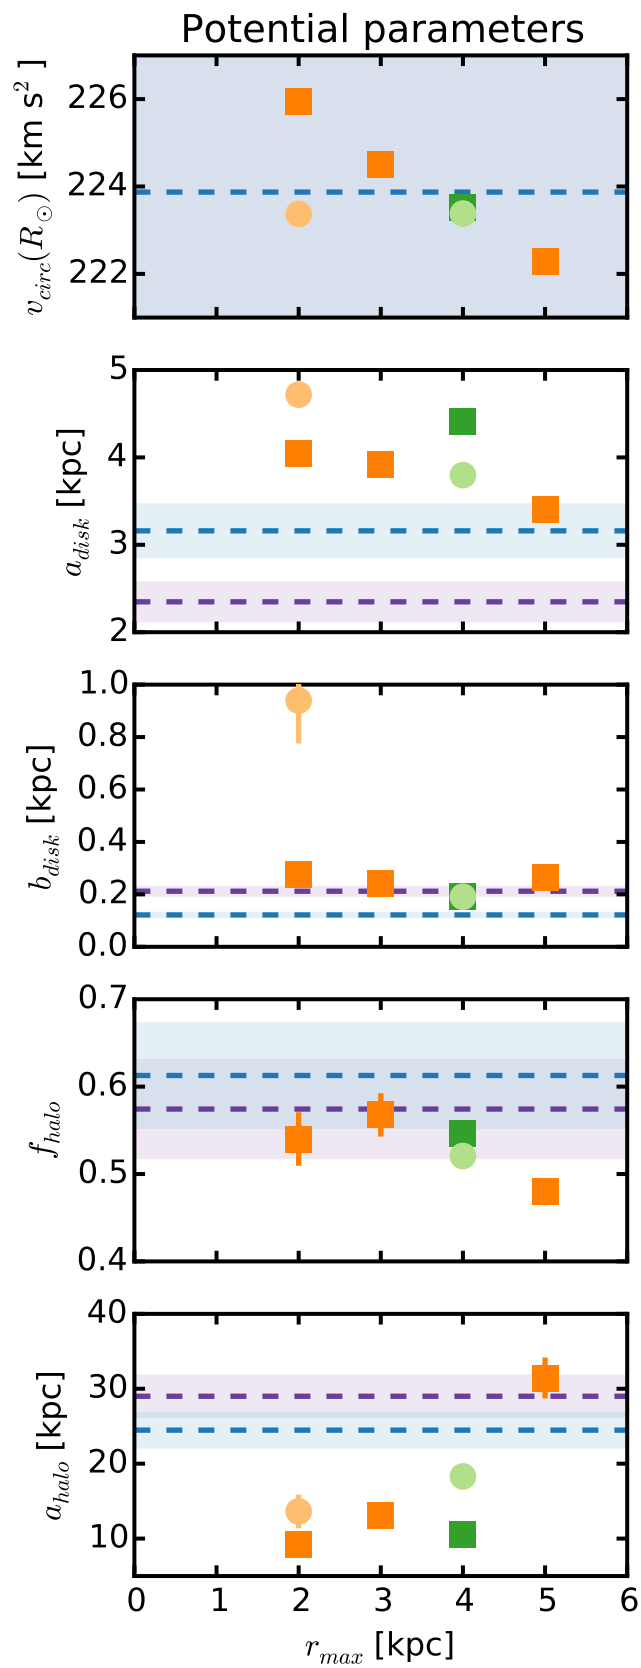 Potential parameters
v_circ(R_⊙) [km s²]
226
224
222
a_disk [kpc]
5
4
3
2
b_disk [kpc]
1.0
0.8
0.6
0.4
0.2
0.0
f_halo
0.7
0.6
0.5
0.4
a_halo [kpc]
40
30
20
10
0 1 2 3 4 5 6
r_max [kpc]